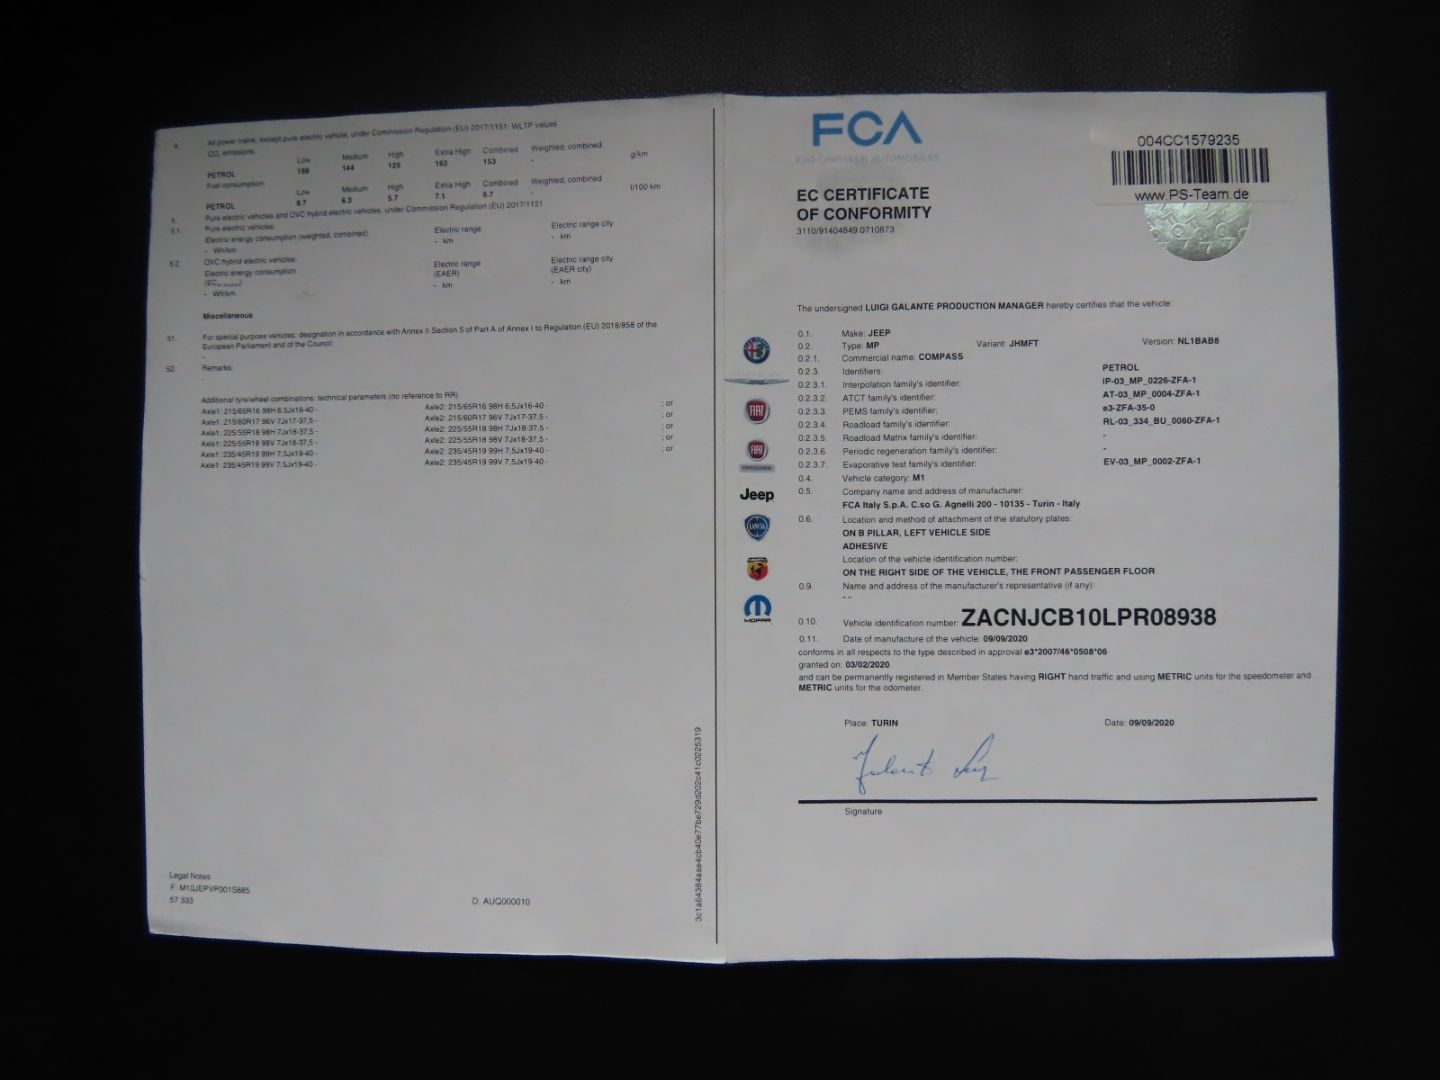 4. All power trains, except pure electric vehicle, under Commission Regulation (EU) 2017/1151: WLTP values
CO2 emissions: Low Medium High Extra High Combined Weighted, combined
PETROL 198 144 129 162 153 - g/km
Fuel consumption: Low Medium High Extra High Combined Weighted, combined
PETROL 8.7 6.3 5.7 7.1 6.7 - l/100 km
5. Pure electric vehicles and OVC hybrid electric vehicles, under Commission Regulation (EU) 2017/1151
5.1. Pure electric vehicles:
Electric energy consumption (weighted, combined) Electric range Electric range city
- Wh/km - km - km
5.2. OVC hybrid electric vehicles:
Electric energy consumption Electric range (EAER) Electric range city (EAER city)
- Wh/km - km - km
Miscellaneous
51. For special purpose vehicles: designation in accordance with Annex II Section 5 of Part A of Annex I to Regulation (EU) 2018/858 of the
European Parliament and of the Council:
-
52. Remarks:
-
Additional tyre/wheel combinations: technical parameters (no reference to RR)
Axle1: 215/65R16 98H 6,5Jx16-40 - Axle2: 215/65R16 98H 6,5Jx16-40 - ; or
Axle1: 215/60R17 96V 7Jx17-37,5 - Axle2: 215/60R17 96V 7Jx17-37,5 - ; or
Axle1: 225/55R18 98H 7Jx18-37,5 - Axle2: 225/55R18 98H 7Jx18-37,5 - ; or
Axle1: 225/55R18 98V 7Jx18-37,5 - Axle2: 225/55R18 98V 7Jx18-37,5 - ; or
Axle1: 235/45R19 99H 7,5Jx19-40 - Axle2: 235/45R19 99H 7,5Jx19-40 - ; or
Axle1: 235/45R19 99V 7,5Jx19-40 - Axle2: 235/45R19 99V 7,5Jx19-40 -
Legal Notes
F. M10JEPVP001S885
57 333 D. AUQ000010
FCA
FIAT CHRYSLER AUTOMOBILES
004CC1579235
www.PS-Team.de
EC CERTIFICATE
OF CONFORMITY
3110/91404849 0710873
The undersigned LUIGI GALANTE PRODUCTION MANAGER hereby certifies that the vehicle:
0.1. Make: JEEP
0.2. Type: MP Variant: JHMFT Version: NL1BAB8
0.2.1. Commercial name: COMPASS
0.2.3. Identifiers: PETROL
0.2.3.1. Interpolation family's identifier: IP-03_MP_0226-ZFA-1
0.2.3.2. ATCT family's identifier: AT-03_MP_0004-ZFA-1
0.2.3.3. PEMS family's identifier: e3-ZFA-35-0
0.2.3.4. Roadload family's identifier: RL-03_334_BU_0060-ZFA-1
0.2.3.5. Roadload Matrix family's identifier: -
0.2.3.6. Periodic regeneration family's identifier: -
0.2.3.7. Evaporative test family's identifier: EV-03_MP_0002-ZFA-1
0.4. Vehicle category: M1
0.5. Company name and address of manufacturer:
FCA Italy S.p.A. C.so G. Agnelli 200 - 10135 - Turin - Italy
0.6. Location and method of attachment of the statutory plates:
ON B PILLAR, LEFT VEHICLE SIDE
ADHESIVE
Location of the vehicle identification number:
ON THE RIGHT SIDE OF THE VEHICLE, THE FRONT PASSENGER FLOOR
0.9. Name and address of the manufacturer's representative (if any):
- -
0.10. Vehicle identification number: ZACNJCB10LPR08938
0.11. Date of manufacture of the vehicle: 09/09/2020
conforms in all respects to the type described in approval e3*2007/46*0508*06
granted on: 03/02/2020
and can be permanently registered in Member States having RIGHT hand traffic and using METRIC units for the speedometer and
METRIC units for the odometer.
Place: TURIN Date: 09/09/2020
Signature
FIAT
FIAT
PROFESSIONAL
Jeep
LANCIA
MOPAR